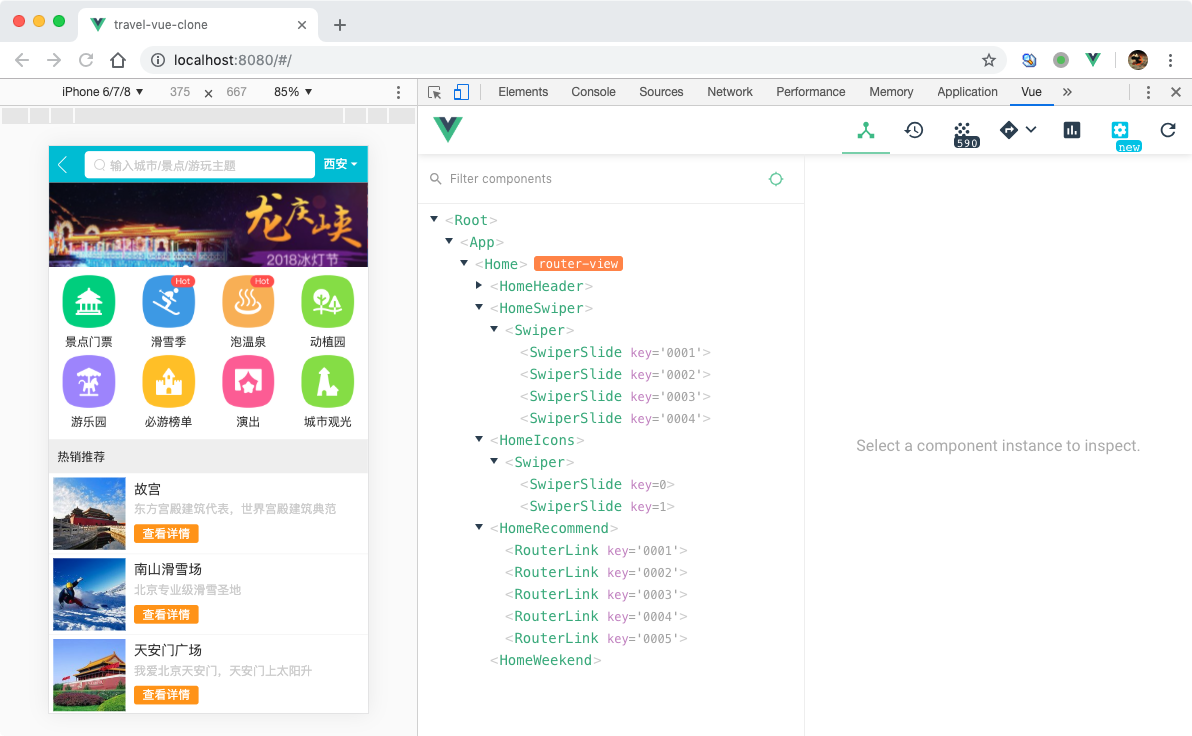 travel-vue-clone
localhost:8080/#/
iPhone 6/7/8 ▼ 375 × 667 85% ▼
Elements Console Sources Network Performance Memory Application Vue »
590
new
输入城市/景点/游玩主题
西安
龙庆峡
2018冰灯节
Hot Hot
景点门票 滑雪季 泡温泉 动植园
游乐园 必游榜单 演出 城市观光
热销推荐
故宫
东方宫殿建筑代表，世界宫殿建筑典范
查看详情
南山滑雪场
北京专业级滑雪圣地
查看详情
天安门广场
我爱北京天安门，天安门上太阳升
查看详情
Filter components
<Root>
<App>
<Home> router-view
<HomeHeader>
<HomeSwiper>
<Swiper>
<SwiperSlide key='0001'>
<SwiperSlide key='0002'>
<SwiperSlide key='0003'>
<SwiperSlide key='0004'>
<HomeIcons>
<Swiper>
<SwiperSlide key=0>
<SwiperSlide key=1>
<HomeRecommend>
<RouterLink key='0001'>
<RouterLink key='0002'>
<RouterLink key='0003'>
<RouterLink key='0004'>
<RouterLink key='0005'>
<HomeWeekend>
Select a component instance to inspect.